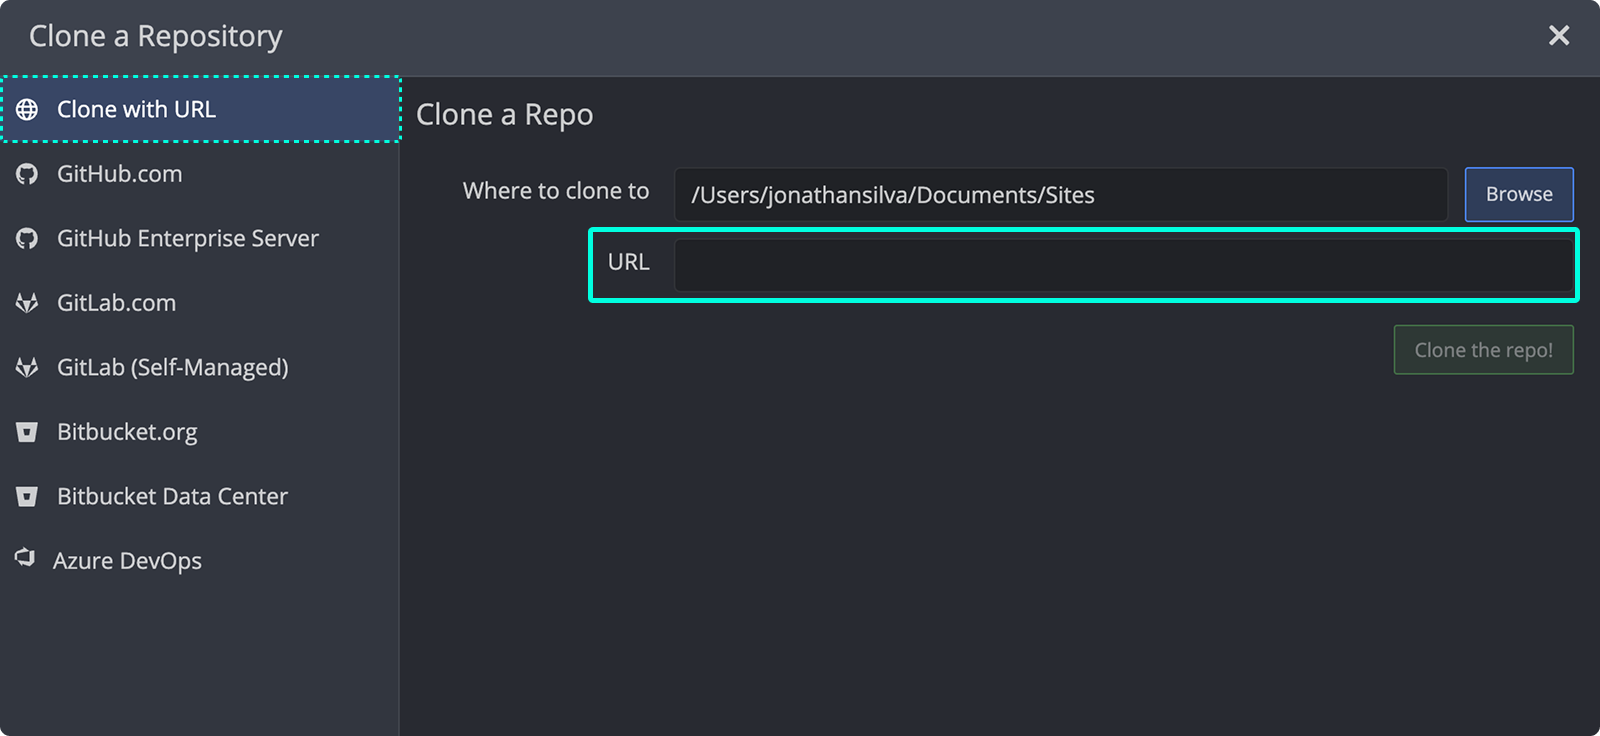 Clone a Repository
Clone with URL
GitHub.com
GitHub Enterprise Server
GitLab.com
GitLab (Self-Managed)
Bitbucket.org
Bitbucket Data Center
Azure DevOps
Clone a Repo
Where to clone to /Users/jonathansilva/Documents/Sites Browse
URL
Clone the repo!